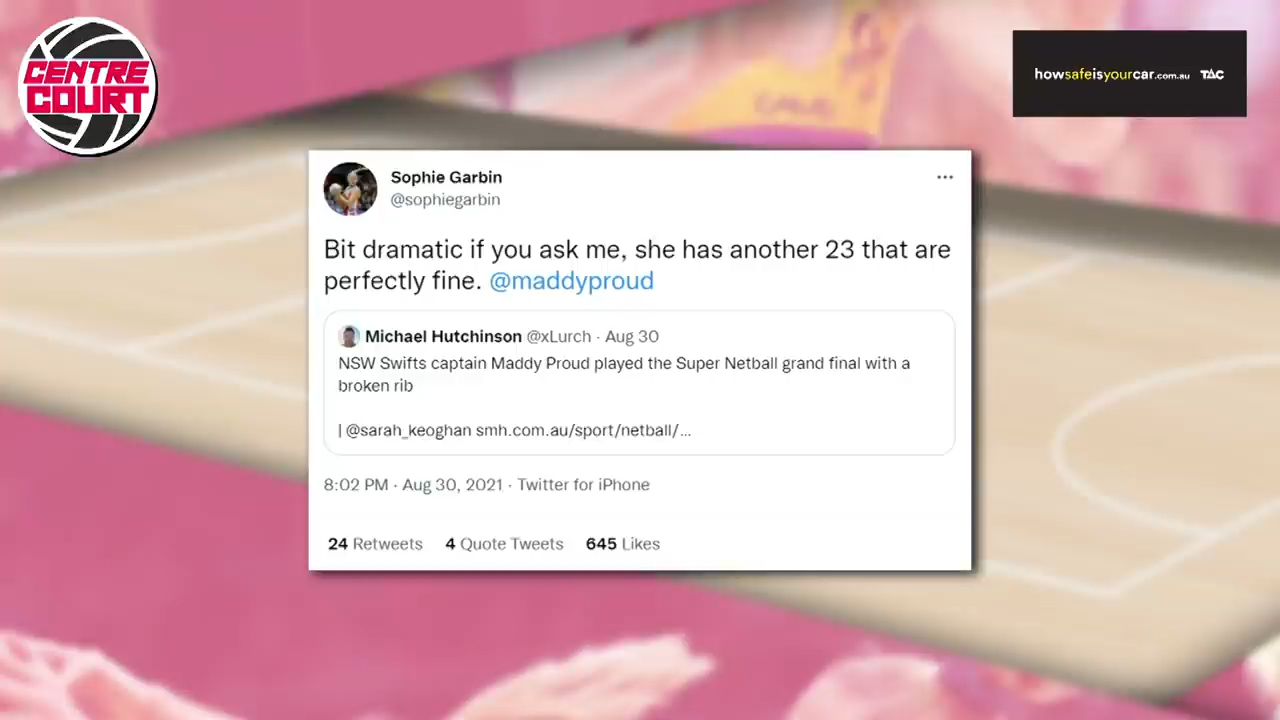 CENTRE
COURT
howsafeisyourcar.com.au TAC
Sophie Garbin
@sophiegarbin
Bit dramatic if you ask me, she has another 23 that are
perfectly fine. @maddyproud
Michael Hutchinson @xLurch · Aug 30
NSW Swifts captain Maddy Proud played the Super Netball grand final with a
broken rib
| @sarah_keoghan smh.com.au/sport/netball/...
8:02 PM · Aug 30, 2021 · Twitter for iPhone
24 Retweets 4 Quote Tweets 645 Likes